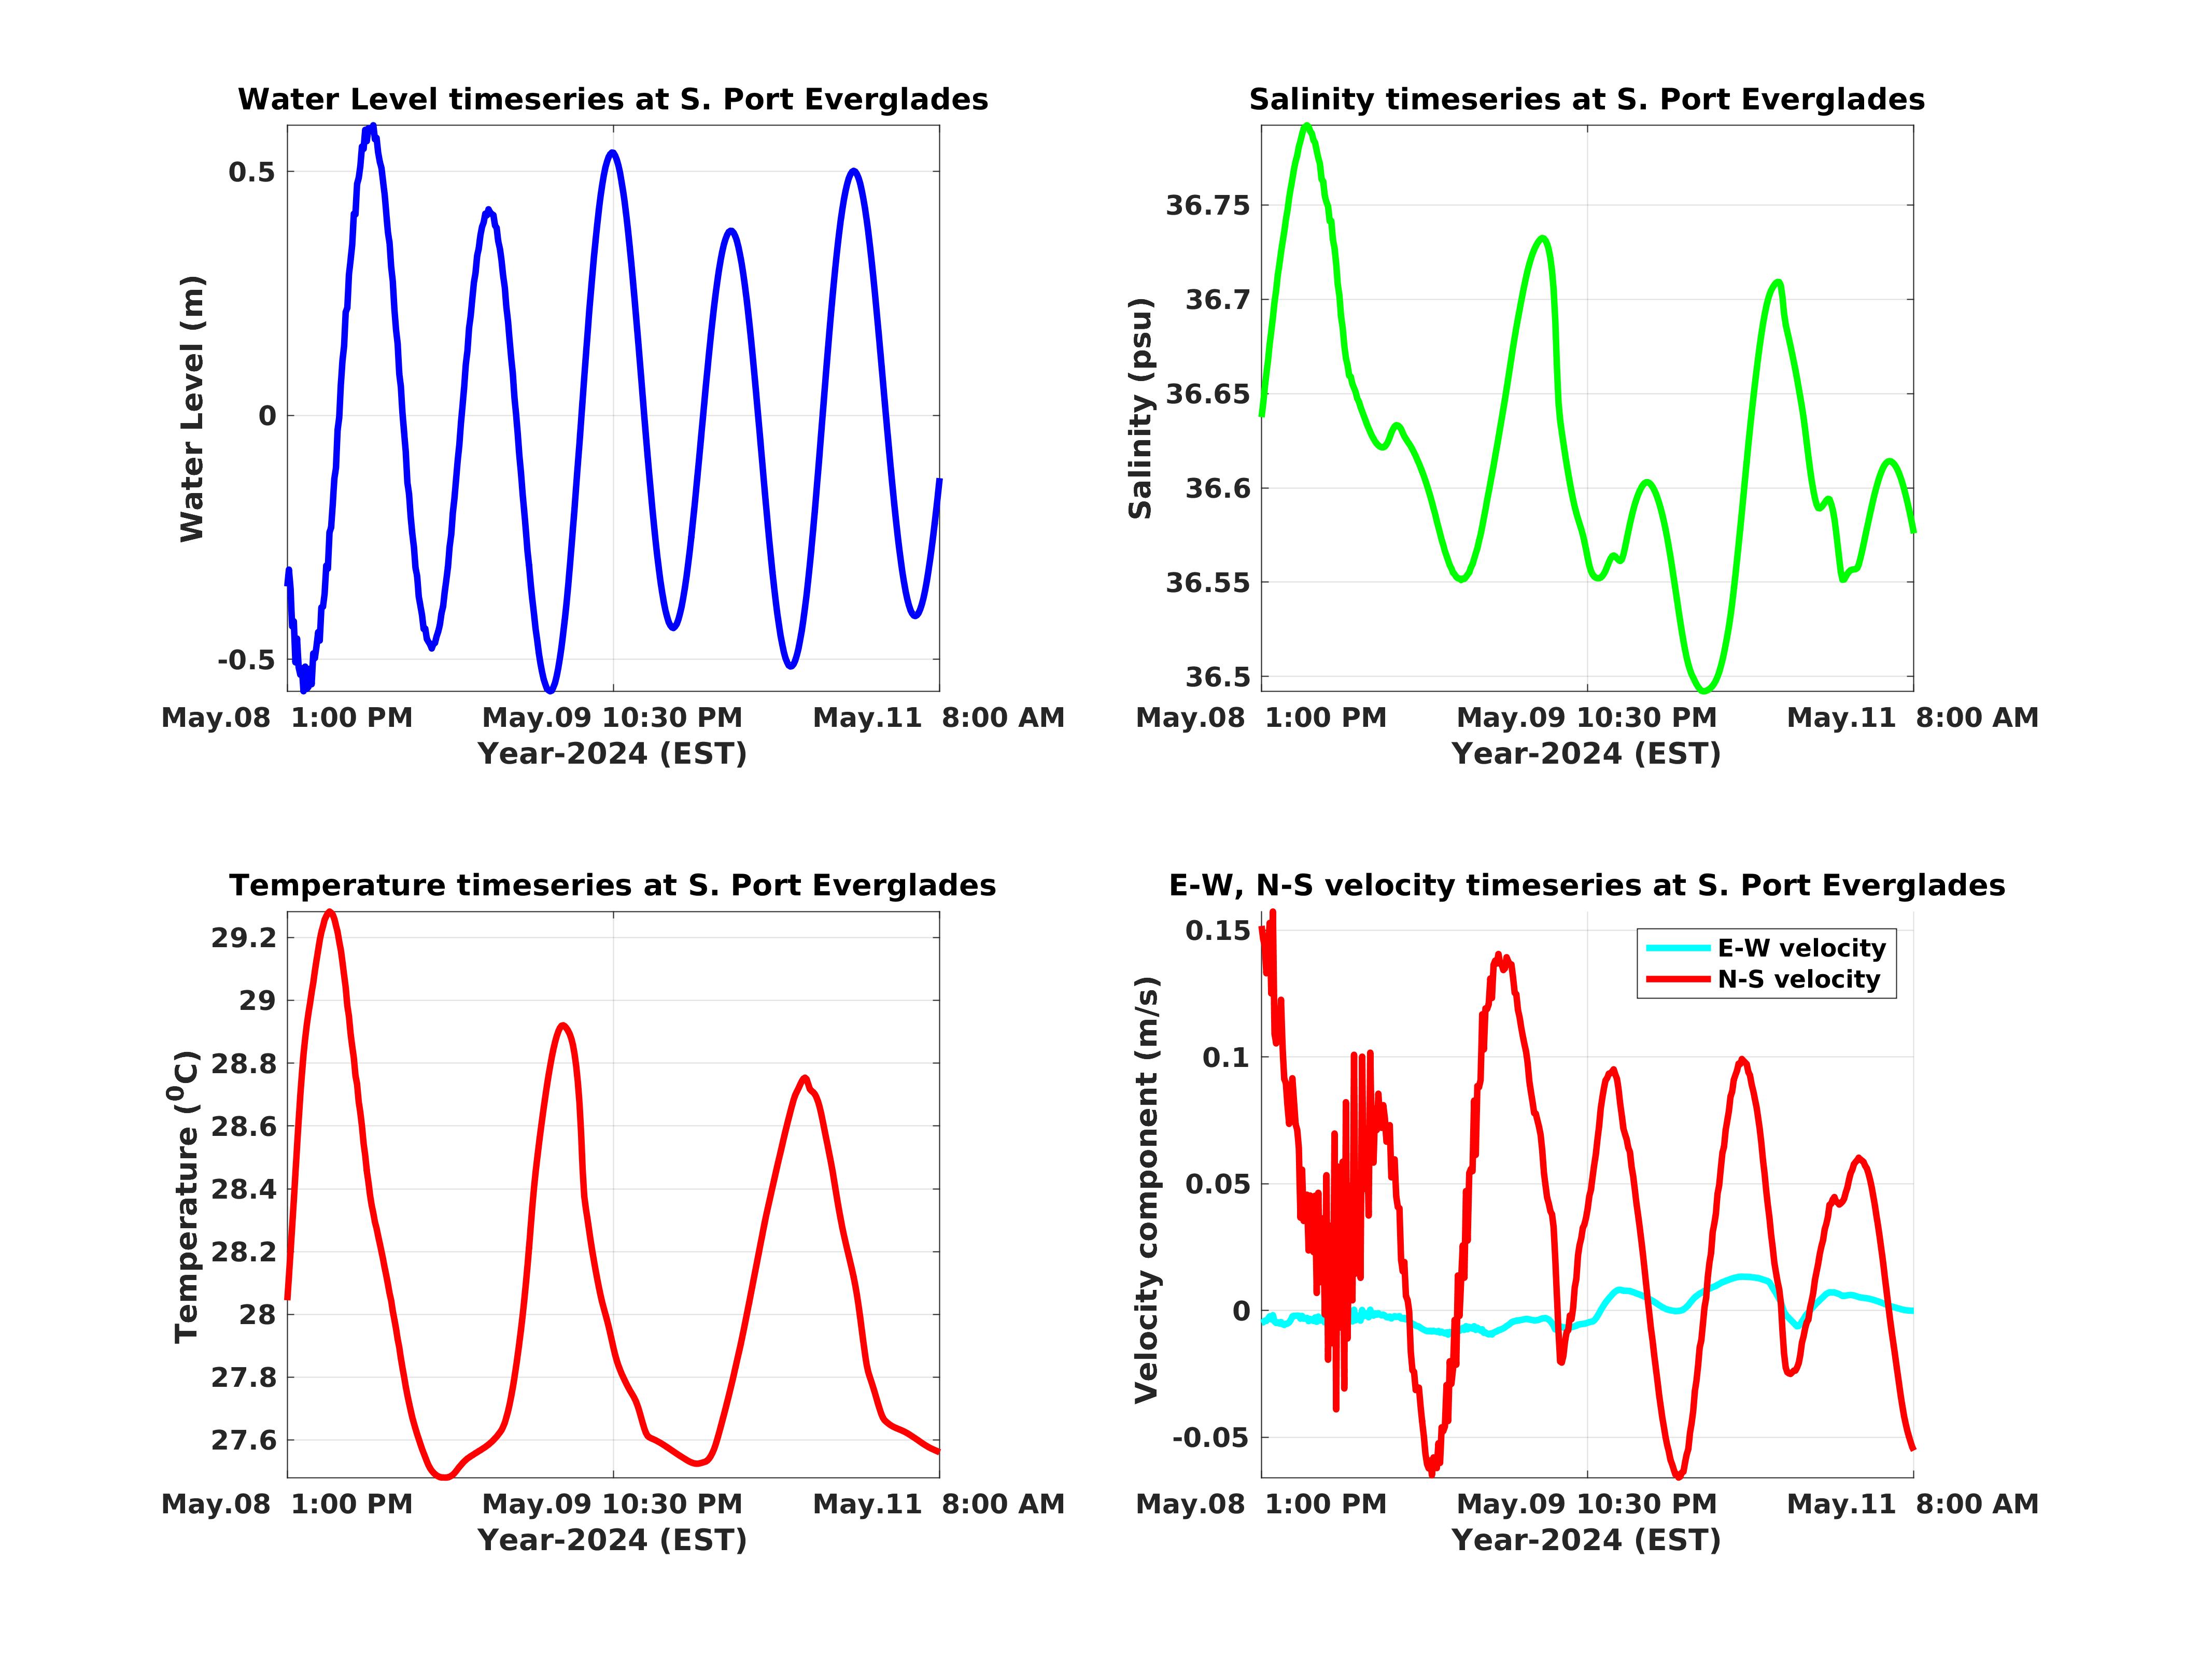 Water Level timeseries at S. Port Everglades
Water Level (m)
0.5
0
-0.5
May.08 1:00 PM May.09 10:30 PM May.11 8:00 AM
Year-2024 (EST)
Salinity timeseries at S. Port Everglades
Salinity (psu)
36.75
36.7
36.65
36.6
36.55
36.5
May.08 1:00 PM May.09 10:30 PM May.11 8:00 AM
Year-2024 (EST)
Temperature timeseries at S. Port Everglades
Temperature (⁰C)
29.2
29
28.8
28.6
28.4
28.2
28
27.8
27.6
May.08 1:00 PM May.09 10:30 PM May.11 8:00 AM
Year-2024 (EST)
E-W, N-S velocity timeseries at S. Port Everglades
Velocity component (m/s)
0.15
0.1
0.05
0
-0.05
E-W velocity
N-S velocity
May.08 1:00 PM May.09 10:30 PM May.11 8:00 AM
Year-2024 (EST)